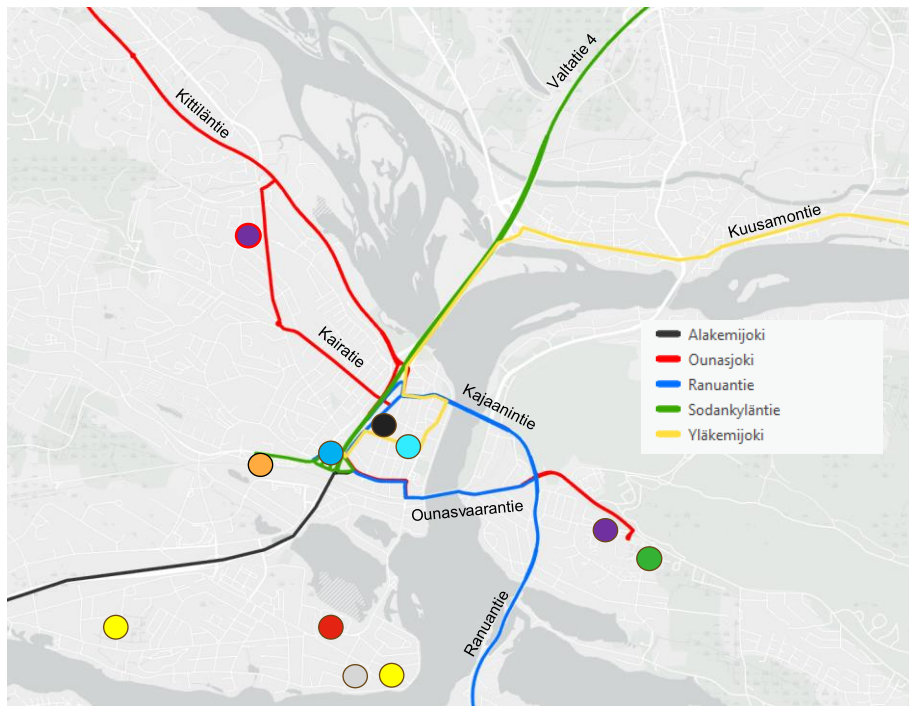 Valtatie 4
Kittiläntie
Kuusamontie
Kairatie
Kajaanintie
Ounasvaarantie
Ranuantie
Alakemijoki
Ounasjoki
Ranuantie
Sodankyläntie
Yläkemijoki